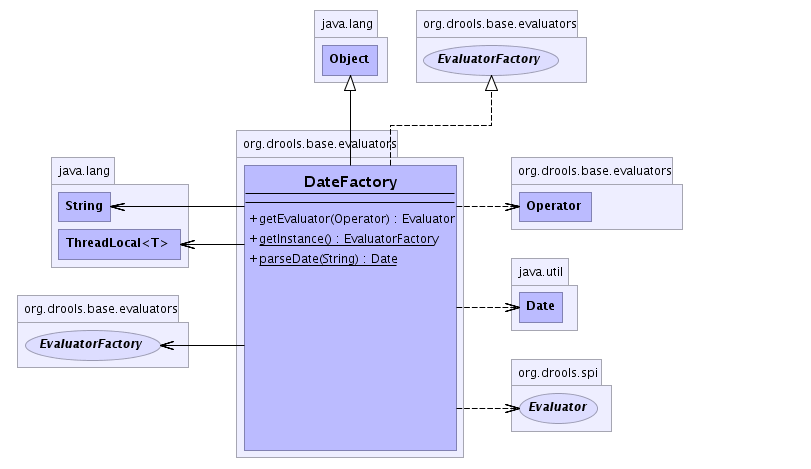 java.lang
Object
org.drools.base.evaluators
EvaluatorFactory
org.drools.base.evaluators
DateFactory
+ getEvaluator(Operator) : Evaluator
+ getInstance() : EvaluatorFactory
+ parseDate(String) : Date
java.lang
String
ThreadLocal<T>
org.drools.base.evaluators
EvaluatorFactory
org.drools.base.evaluators
Operator
java.util
Date
org.drools.spi
Evaluator